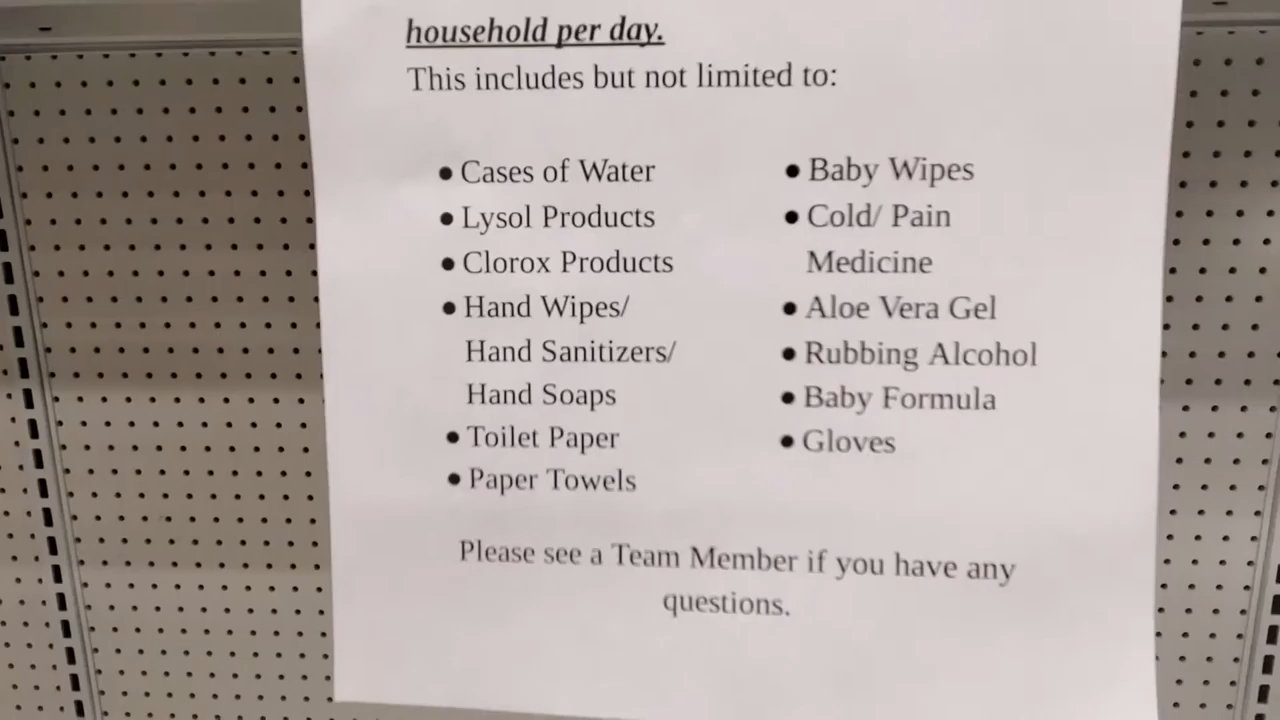 household per day.
This includes but not limited to:
● Cases of Water
● Lysol Products
● Clorox Products
● Hand Wipes/
Hand Sanitizers/
Hand Soaps
● Toilet Paper
● Paper Towels
● Baby Wipes
● Cold/ Pain
Medicine
● Aloe Vera Gel
● Rubbing Alcohol
● Baby Formula
● Gloves
Please see a Team Member if you have any
questions.